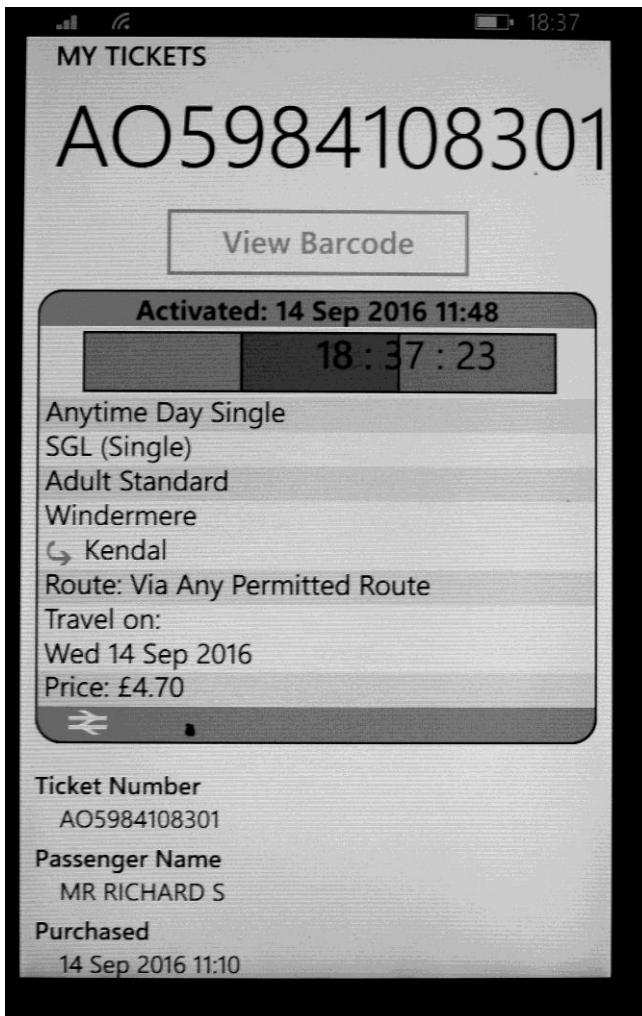 18:37
MY TICKETS
AO5984108301
View Barcode
Activated: 14 Sep 2016 11:48
18 : 37 : 23
Anytime Day Single
SGL (Single)
Adult Standard
Windermere
Kendal
Route: Via Any Permitted Route
Travel on:
Wed 14 Sep 2016
Price: £4.70
Ticket Number
AO5984108301
Passenger Name
MR RICHARD S
Purchased
14 Sep 2016 11:10